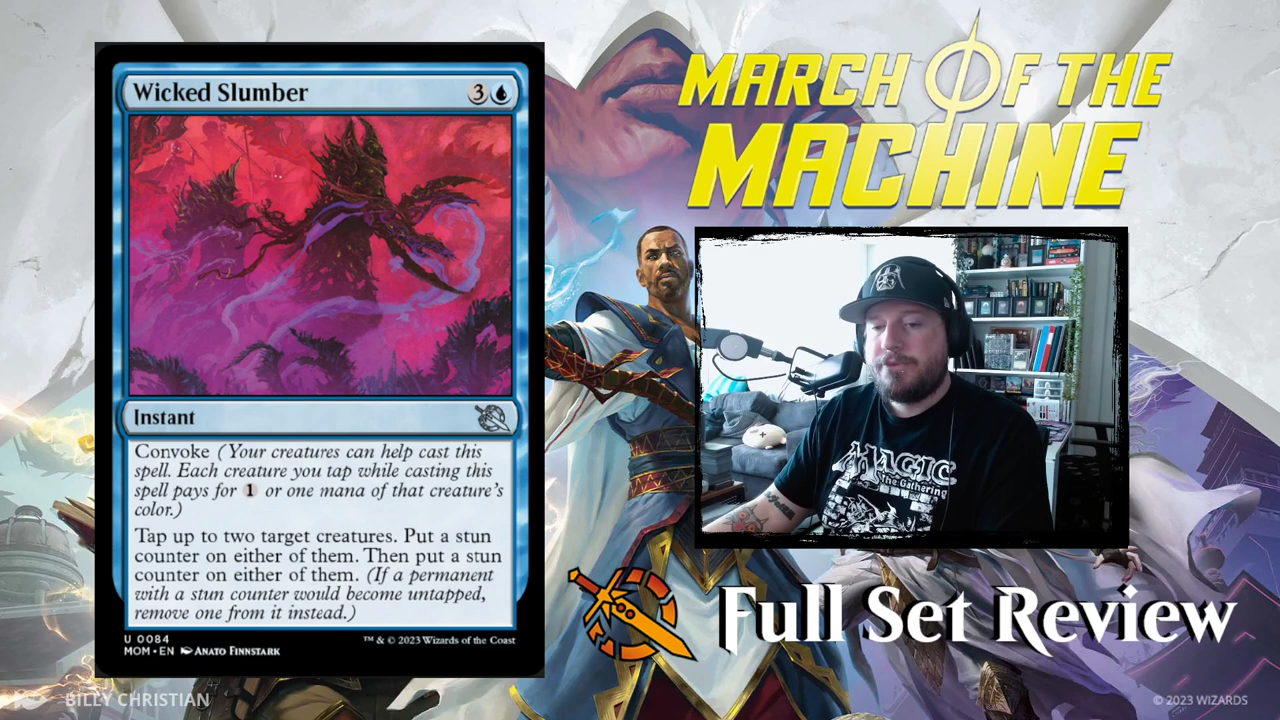 Wicked Slumber 3
Instant
Convoke (Your creatures can help cast this
spell. Each creature you tap while casting this
spell pays for 1 or one mana of that creature's
color.)
Tap up to two target creatures. Put a stun
counter on either of them. Then put a stun
counter on either of them. (If a permanent
with a stun counter would become untapped,
remove one from it instead.)
U 0084
MOM • EN ANATO FINNSTARK
™ & © 2023 Wizards of the Coast
MARCH OF THE
MACHINE
MAGIC
The Gathering
Full Set Review
BILLY CHRISTIAN
© 2023 WIZARDS